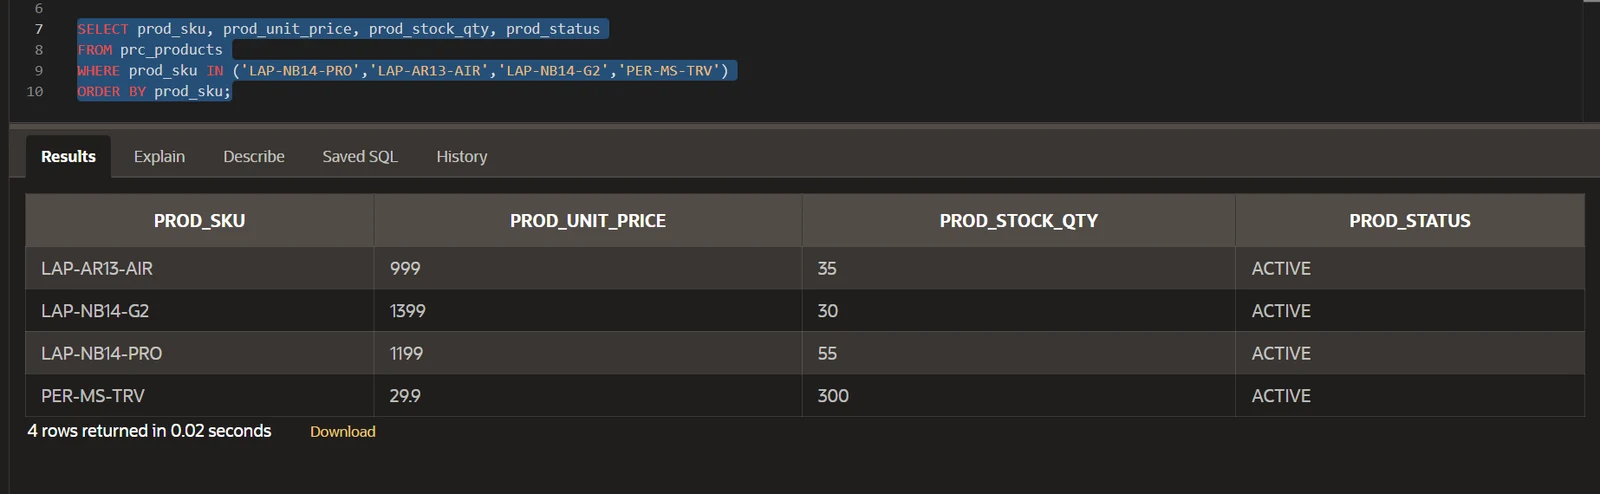 6
7 SELECT prod_sku, prod_unit_price, prod_stock_qty, prod_status
8 FROM prc_products
9 WHERE prod_sku IN ('LAP-NB14-PRO','LAP-AR13-AIR','LAP-NB14-G2','PER-MS-TRV')
10 ORDER BY prod_sku;
Results Explain Describe Saved SQL History
PROD_SKU PROD_UNIT_PRICE PROD_STOCK_QTY PROD_STATUS
LAP-AR13-AIR 999 35 ACTIVE
LAP-NB14-G2 1399 30 ACTIVE
LAP-NB14-PRO 1199 55 ACTIVE
PER-MS-TRV 29.9 300 ACTIVE
4 rows returned in 0.02 seconds Download